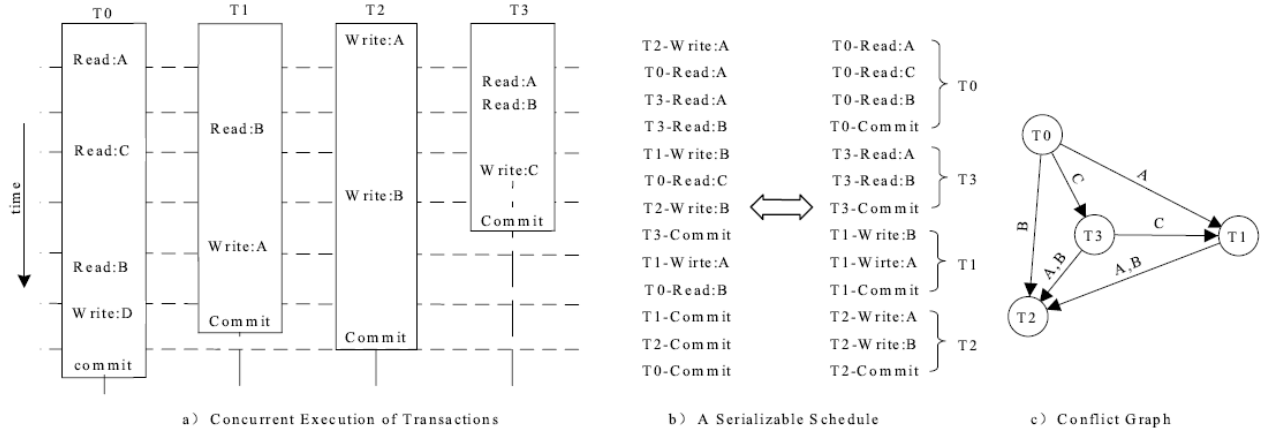 T0
Read:A
Read:C
Read:B
Write:D
commit
T1
Read:B
Write:A
Commit
T2
Write:A
Write:B
Commit
T3
Read:A
Read:B
Write:C
Commit
time
a) Concurrent Execution of Transactions
T2-Write:A
T0-Read:A
T3-Read:A
T3-Read:B
T1-Write:B
T0-Read:C
T2-Write:B
T3-Commit
T1-Wirte:A
T0-Read:B
T1-Commit
T2-Commit
T0-Commit
T0-Read:A
T0-Read:C
T0-Read:B
T0-Commit
T0
T3-Read:A
T3-Read:B
T3-Commit
T3
T1-Write:B
T1-Wirte:A
T1-Commit
T1
T2-Write:A
T2-Write:B
T2-Commit
T2
b) A Serializable Schedule
T0
A
C
B
T3
C
T1
A,B
A,B
T2
c) Conflict Graph